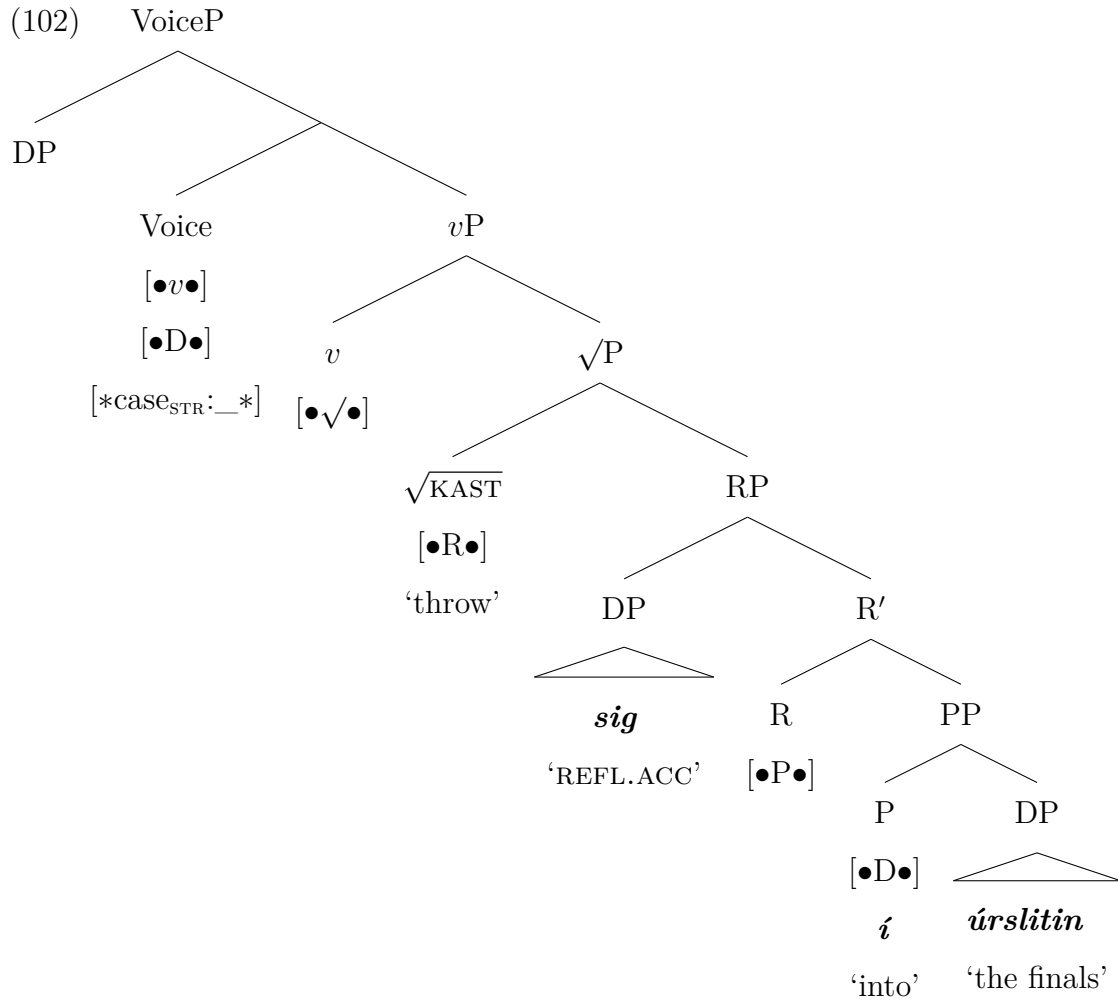 (102) VoiceP
DP
Voice vP
[●v●]
[●D●] v √P
[∗case_STR:_∗] [●√●]
√KAST RP
[●R●]
‘throw’ DP R′
sig R PP
‘REFL.ACC’ [●P●]
P DP
[●D●]
í úrslitin
‘into’ ‘the finals’